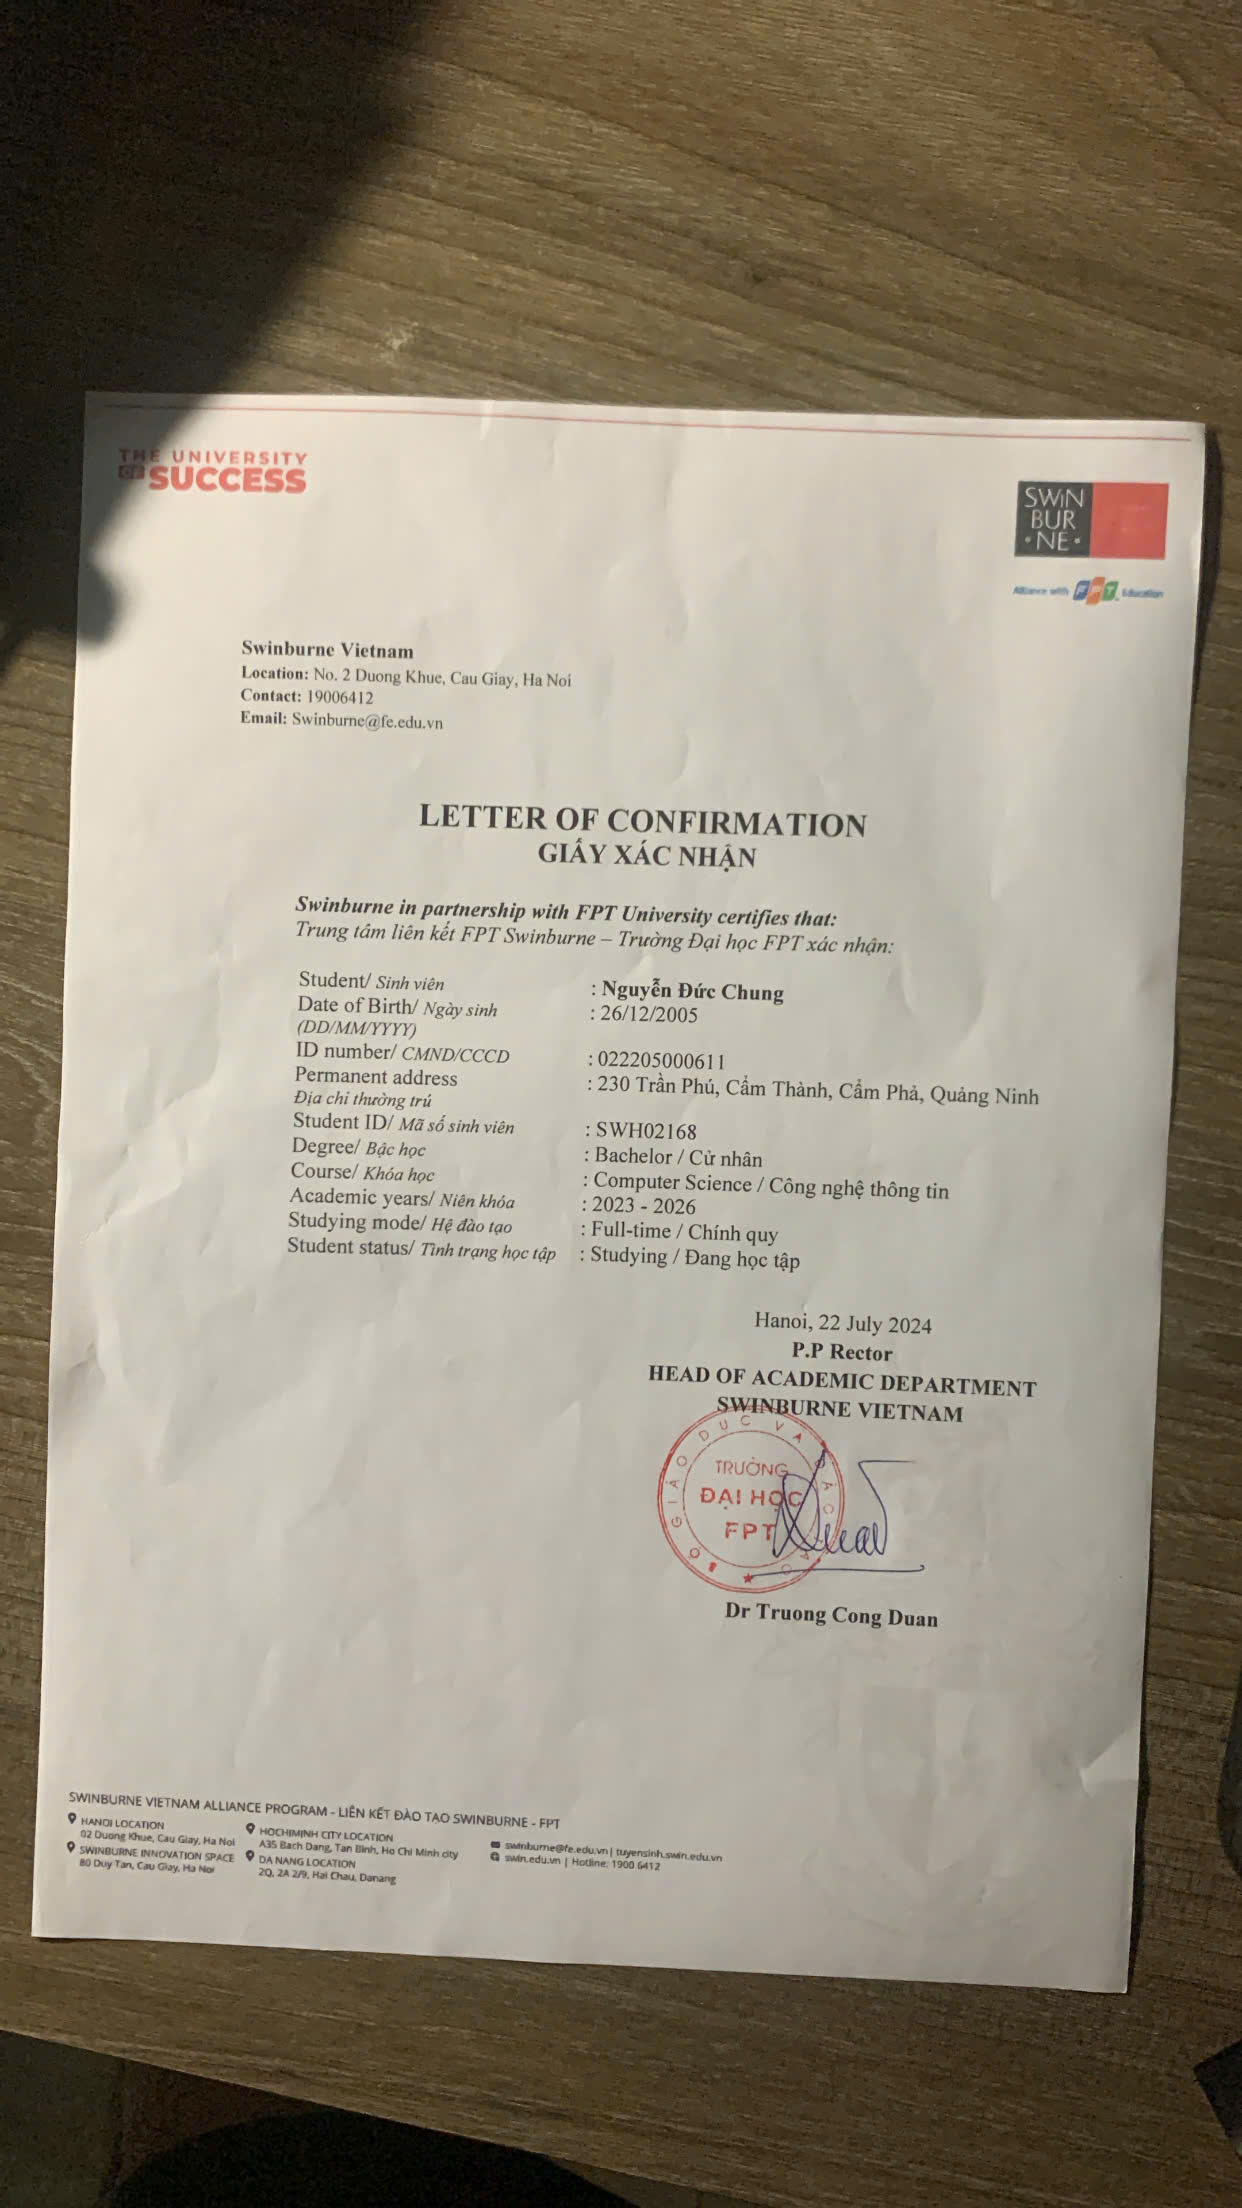 THE UNIVERSITY
OF SUCCESS
SWiN
BUR
• NE •
Alliance with FPT Education
Swinburne Vietnam
Location: No. 2 Duong Khue, Cau Giay, Ha Noi
Contact: 19006412
Email: Swinburne@fe.edu.vn
LETTER OF CONFIRMATION
GIẤY XÁC NHẬN
Swinburne in partnership with FPT University certifies that:
Trung tâm liên kết FPT Swinburne – Trường Đại học FPT xác nhận:
Student/ Sinh viên : Nguyễn Đức Chung
Date of Birth/ Ngày sinh : 26/12/2005
(DD/MM/YYYY)
ID number/ CMND/CCCD : 022205000611
Permanent address : 230 Trần Phú, Cẩm Thành, Cẩm Phả, Quảng Ninh
Địa chỉ thường trú
Student ID/ Mã số sinh viên : SWH02168
Degree/ Bậc học : Bachelor / Cử nhân
Course/ Khóa học : Computer Science / Công nghệ thông tin
Academic years/ Niên khóa : 2023 - 2026
Studying mode/ Hệ đào tạo : Full-time / Chính quy
Student status/ Tình trạng học tập : Studying / Đang học tập
Hanoi, 22 July 2024
P.P Rector
HEAD OF ACADEMIC DEPARTMENT
SWINBURNE VIETNAM
BỘ GIÁO DỤC VÀ ĐÀO TẠO
TRƯỜNG
ĐẠI HỌC
FPT
Dr Truong Cong Duan
SWINBURNE VIETNAM ALLIANCE PROGRAM - LIÊN KẾT ĐÀO TẠO SWINBURNE - FPT
HANOI LOCATION
02 Duong Khue, Cau Giay, Ha Noi
SWINBURNE INNOVATION SPACE
80 Duy Tan, Cau Giay, Ha Noi
HOCHIMINH CITY LOCATION
A35 Bach Dang, Tan Binh, Ho Chi Minh city
DA NANG LOCATION
2Q, 2A 2/9, Hai Chau, Danang
swinburne@fe.edu.vn | tuyensinh.swin.edu.vn
swin.edu.vn | Hotline: 1900 6412